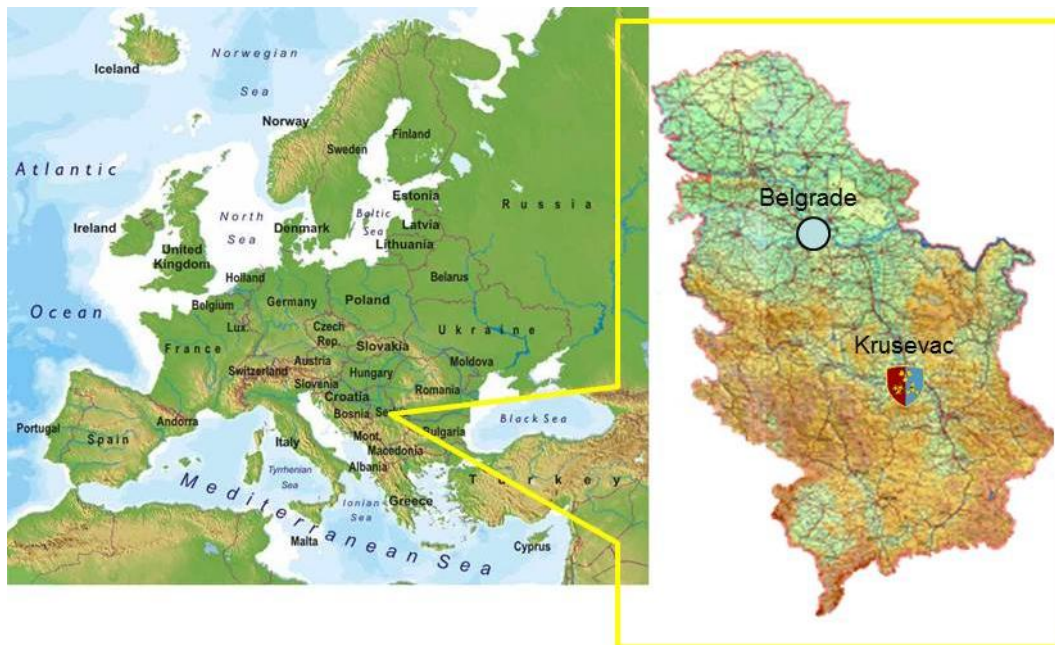 Norwegian
Sea
Iceland
Norway
Finland
Sweden
Atlantic
Estonia
Russia
North
Sea
Baltic
Sea
Ireland
Denmark
Latvia
Lithuania
United
Kingdom
Holland
Belarus
Ocean
Belgium
Germany
Poland
Lux.
Czech
Rep.
Ukraine
France
Slovakia
Austria
Moldova
Switzerland
Hungary
Slovenia
Romania
Croatia
Portugal
Spain
Andorra
Bosnia
Black Sea
Italy
Mont.
Bulgaria
Macedonia
Albania
Tyrrhenian
Sea
Turkey
Mediterranean Sea
Ionian
Sea
Greece
Malta
Cyprus
Belgrade
Krusevac